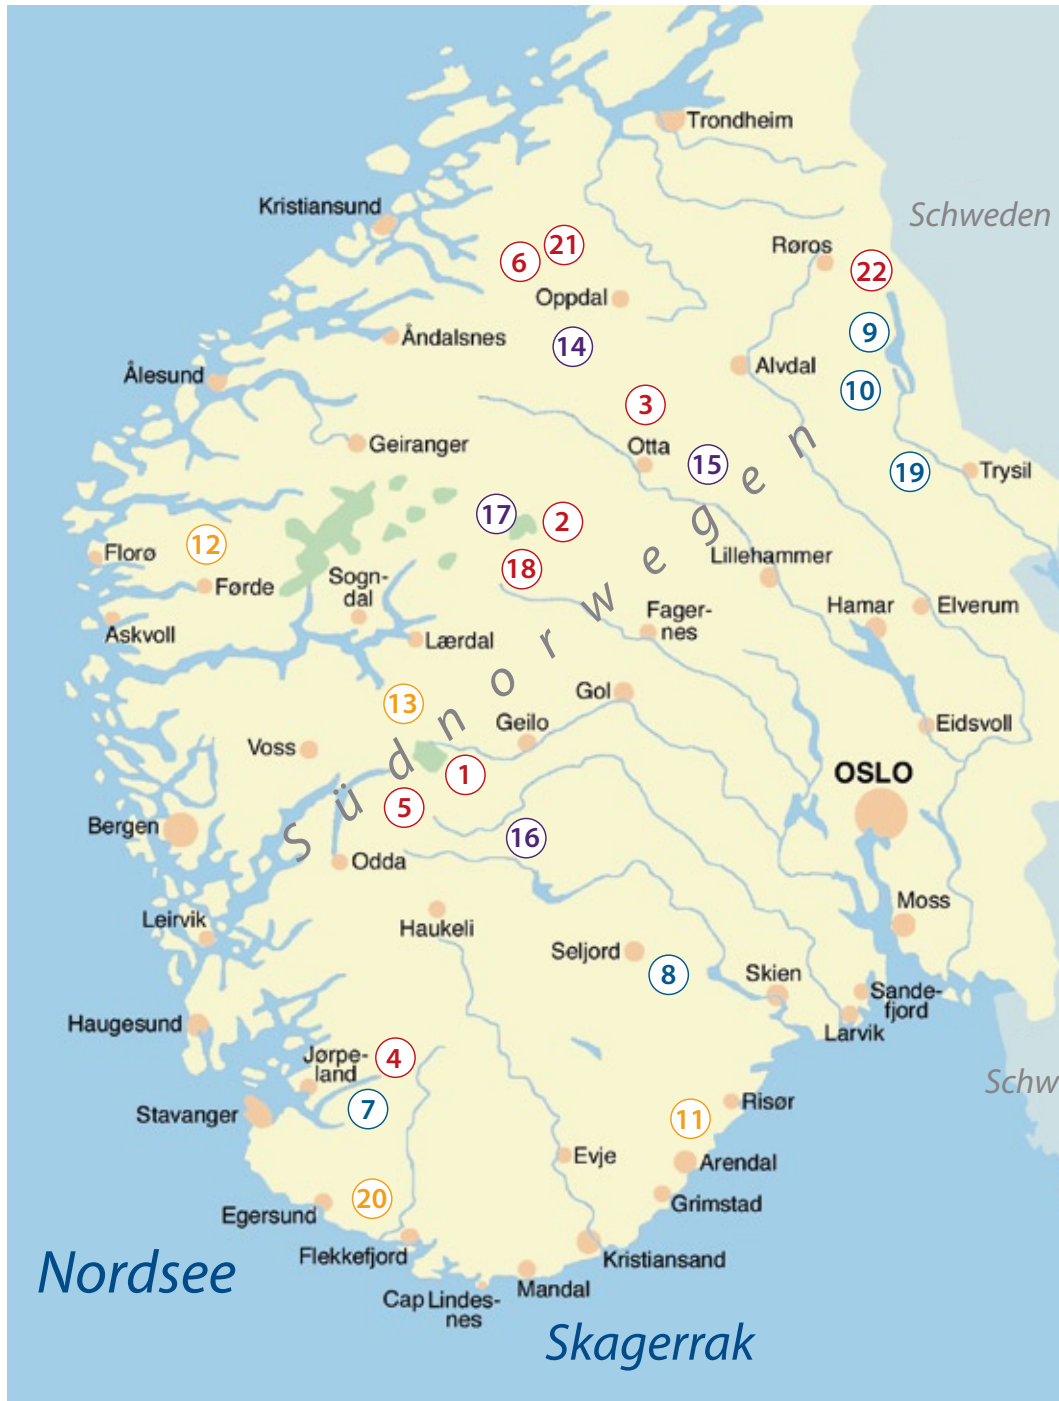 Trondheim
Schweden
Kristiansund
Røros
21
6
22
Oppdal
9
Åndalsnes
14
Alvdal
Ålesund
10
3
Geiranger
Otta
15
19
Trysil
17
2
12
Florø
Lillehammer
18
Førde
Sogn-
dal
Hamar
Elverum
Fager-
nes
Askvoll
Lærdal
Südnorwegen
Gol
13
Geilo
Eidsvoll
Voss
1
OSLO
5
Bergen
16
Odda
Moss
Leirvik
Haukeli
Seljord
8
Skien
Sande-
fjord
Haugesund
Larvik
Jørpe-
land
4
Schw
7
Stavanger
11
Risør
Evje
Arendal
20
Grimstad
Egersund
Flekkefjord
Kristiansand
Nordsee
Mandal
Cap Lindes-
nes
Skagerrak